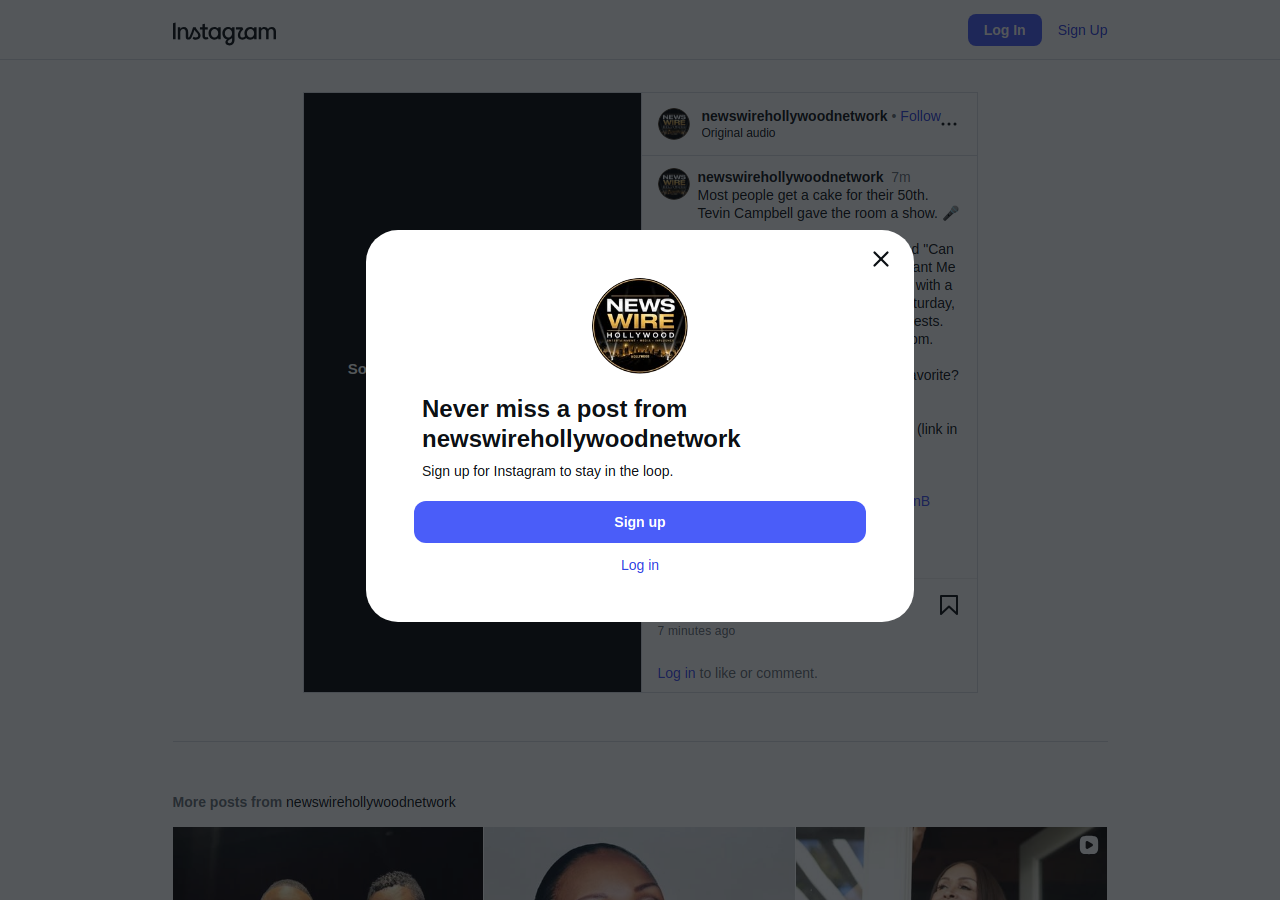 Instagram
Log In
Sign Up
newswirehollywoodnetwork • Follow
Original audio
newswirehollywoodnetwork 7m
Most people get a cake for their 50th.
Tevin Campbell gave the room a show. 🎤
d "Can
ant Me
with a
turday,
ests.
om.
avorite?
(link in
nB
So
NEWS
WIRE
HOLLYWOOD
Never miss a post from
newswirehollywoodnetwork
Sign up for Instagram to stay in the loop.
Sign up
Log in
7 minutes ago
Log in to like or comment.
More posts from newswirehollywoodnetwork